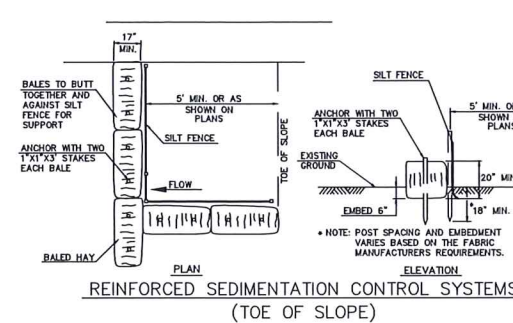 17"
MIN.
BALES TO BUTT
TOGETHER AND
AGAINST SILT
FENCE FOR
SUPPORT
5' MIN. OR AS
SHOWN ON
PLANS
SILT FENCE
ANCHOR WITH TWO
1"X1"X3' STAKES
EACH BALE
FLOW
TOE OF SLOPE
BALED HAY
PLAN
SILT FENCE
5' MIN. O
SHOWN
PLANS
ANCHOR WITH TWO
1"X1"X3' STAKES
EACH BALE
EXISTING
GROUND
20" MIN
EMBED 6"
*18" MIN.
* NOTE: POST SPACING AND EMBEDMENT
VARIES BASED ON THE FABRIC
MANUFACTURERS REQUIREMENTS.
ELEVATION
REINFORCED SEDIMENTATION CONTROL SYSTEMS
(TOE OF SLOPE)